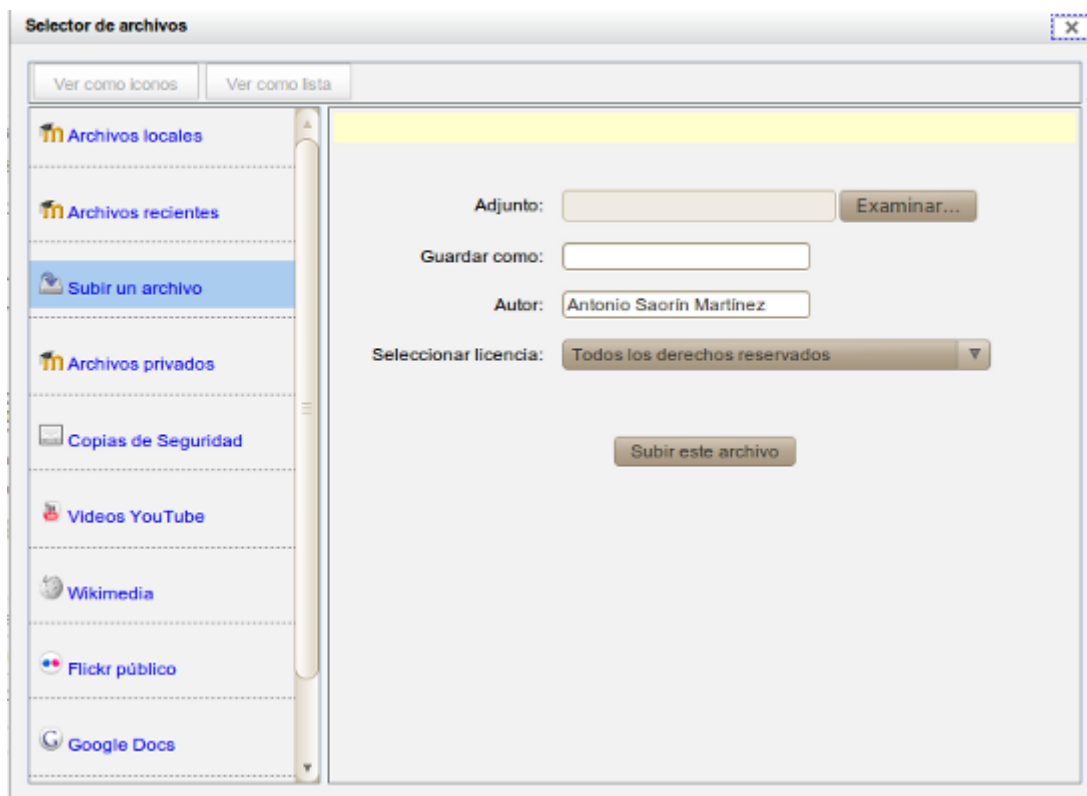 Selector de archivos
Ver como iconos
Ver como lista
Archivos locales
Archivos recientes
Subir un archivo
Archivos privados
Copias de Seguridad
Videos YouTube
Wikimedia
Flickr público
Google Docs
Adjunto:
Examinar...
Guardar como:
Autor: Antonio Saorín Martínez
Seleccionar licencia: Todos los derechos reservados
Subir este archivo